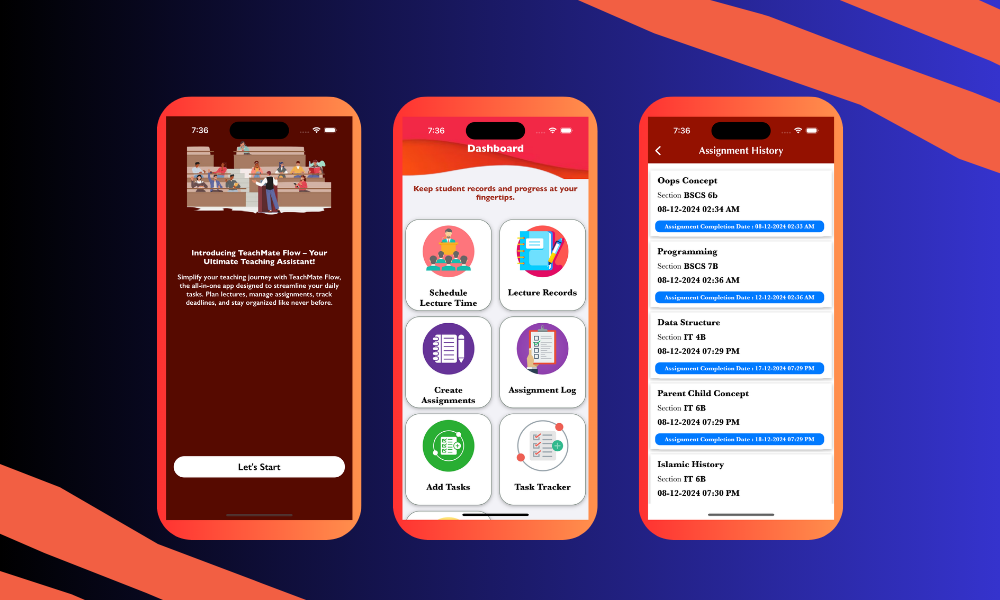 7:36
Introducing TeachMate Flow – Your
Ultimate Teaching Assistant!
Simplify your teaching journey with TeachMate Flow,
the all-in-one app designed to streamline your daily
tasks. Plan lectures, manage assignments, track
deadlines, and stay organized like never before.
Let's Start
7:36
Dashboard
Keep student records and progress at your
fingertips.
Schedule
Lecture Time
Lecture Records
Create
Assignments
Assignment Log
Add Tasks
Task Tracker
7:36
Assignment History
Oops Concept
Section BSCS 6b
08-12-2024 02:34 AM
Assignment Completion Date : 08-12-2024 02:33 AM
Programming
Section BSCS 7B
08-12-2024 02:36 AM
Assignment Completion Date : 12-12-2024 02:36 AM
Data Structure
Section IT 4B
08-12-2024 07:29 PM
Assignment Completion Date : 17-12-2024 07:29 PM
Parent Child Concept
Section IT 6B
08-12-2024 07:29 PM
Assignment Completion Date : 18-12-2024 07:29 PM
Islamic History
Section IT 6B
08-12-2024 07:30 PM